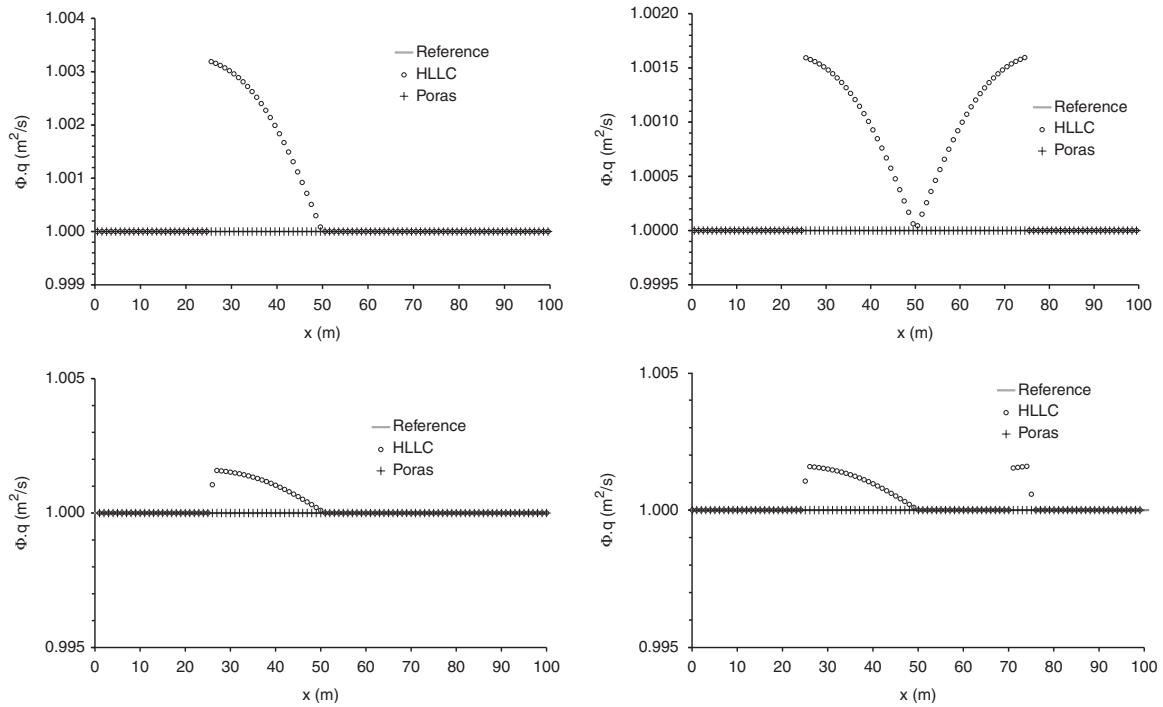 1.004
1.003
1.002
1.001
1.000
0.999
Φ.q (m²/s)
Reference
HLLC
Poras
0 10 20 30 40 50 60 70 80 90 100
x (m)
1.0020
1.0015
1.0010
1.0005
1.0000
0.9995
Φ.q (m²/s)
Reference
HLLC
Poras
0 10 20 30 40 50 60 70 80 90 100
x (m)
1.005
1.000
0.995
Φ.q (m²/s)
Reference
HLLC
Poras
0 10 20 30 40 50 60 70 80 90 100
x (m)
1.005
1.000
0.995
Φ.q (m²/s)
Reference
HLLC
Poras
0 10 20 30 40 50 60 70 80 90 100
x (m)